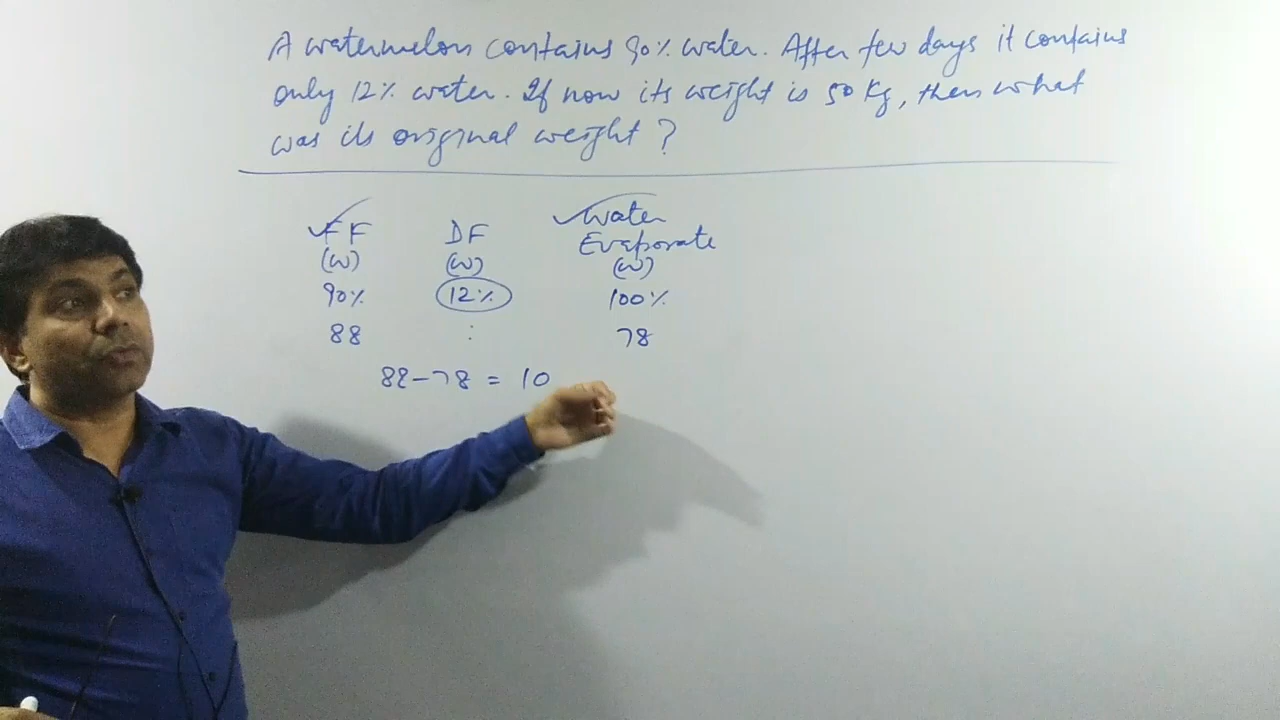 A watermelon contains 90% water. After few days it contains
only 12% water. If now its weight is 50 Kg, then what
was its original weight?
FF DF Water
Evaporate
(W) (W) (W)
90% 12% 100%
88 : 78
88-78 = 10